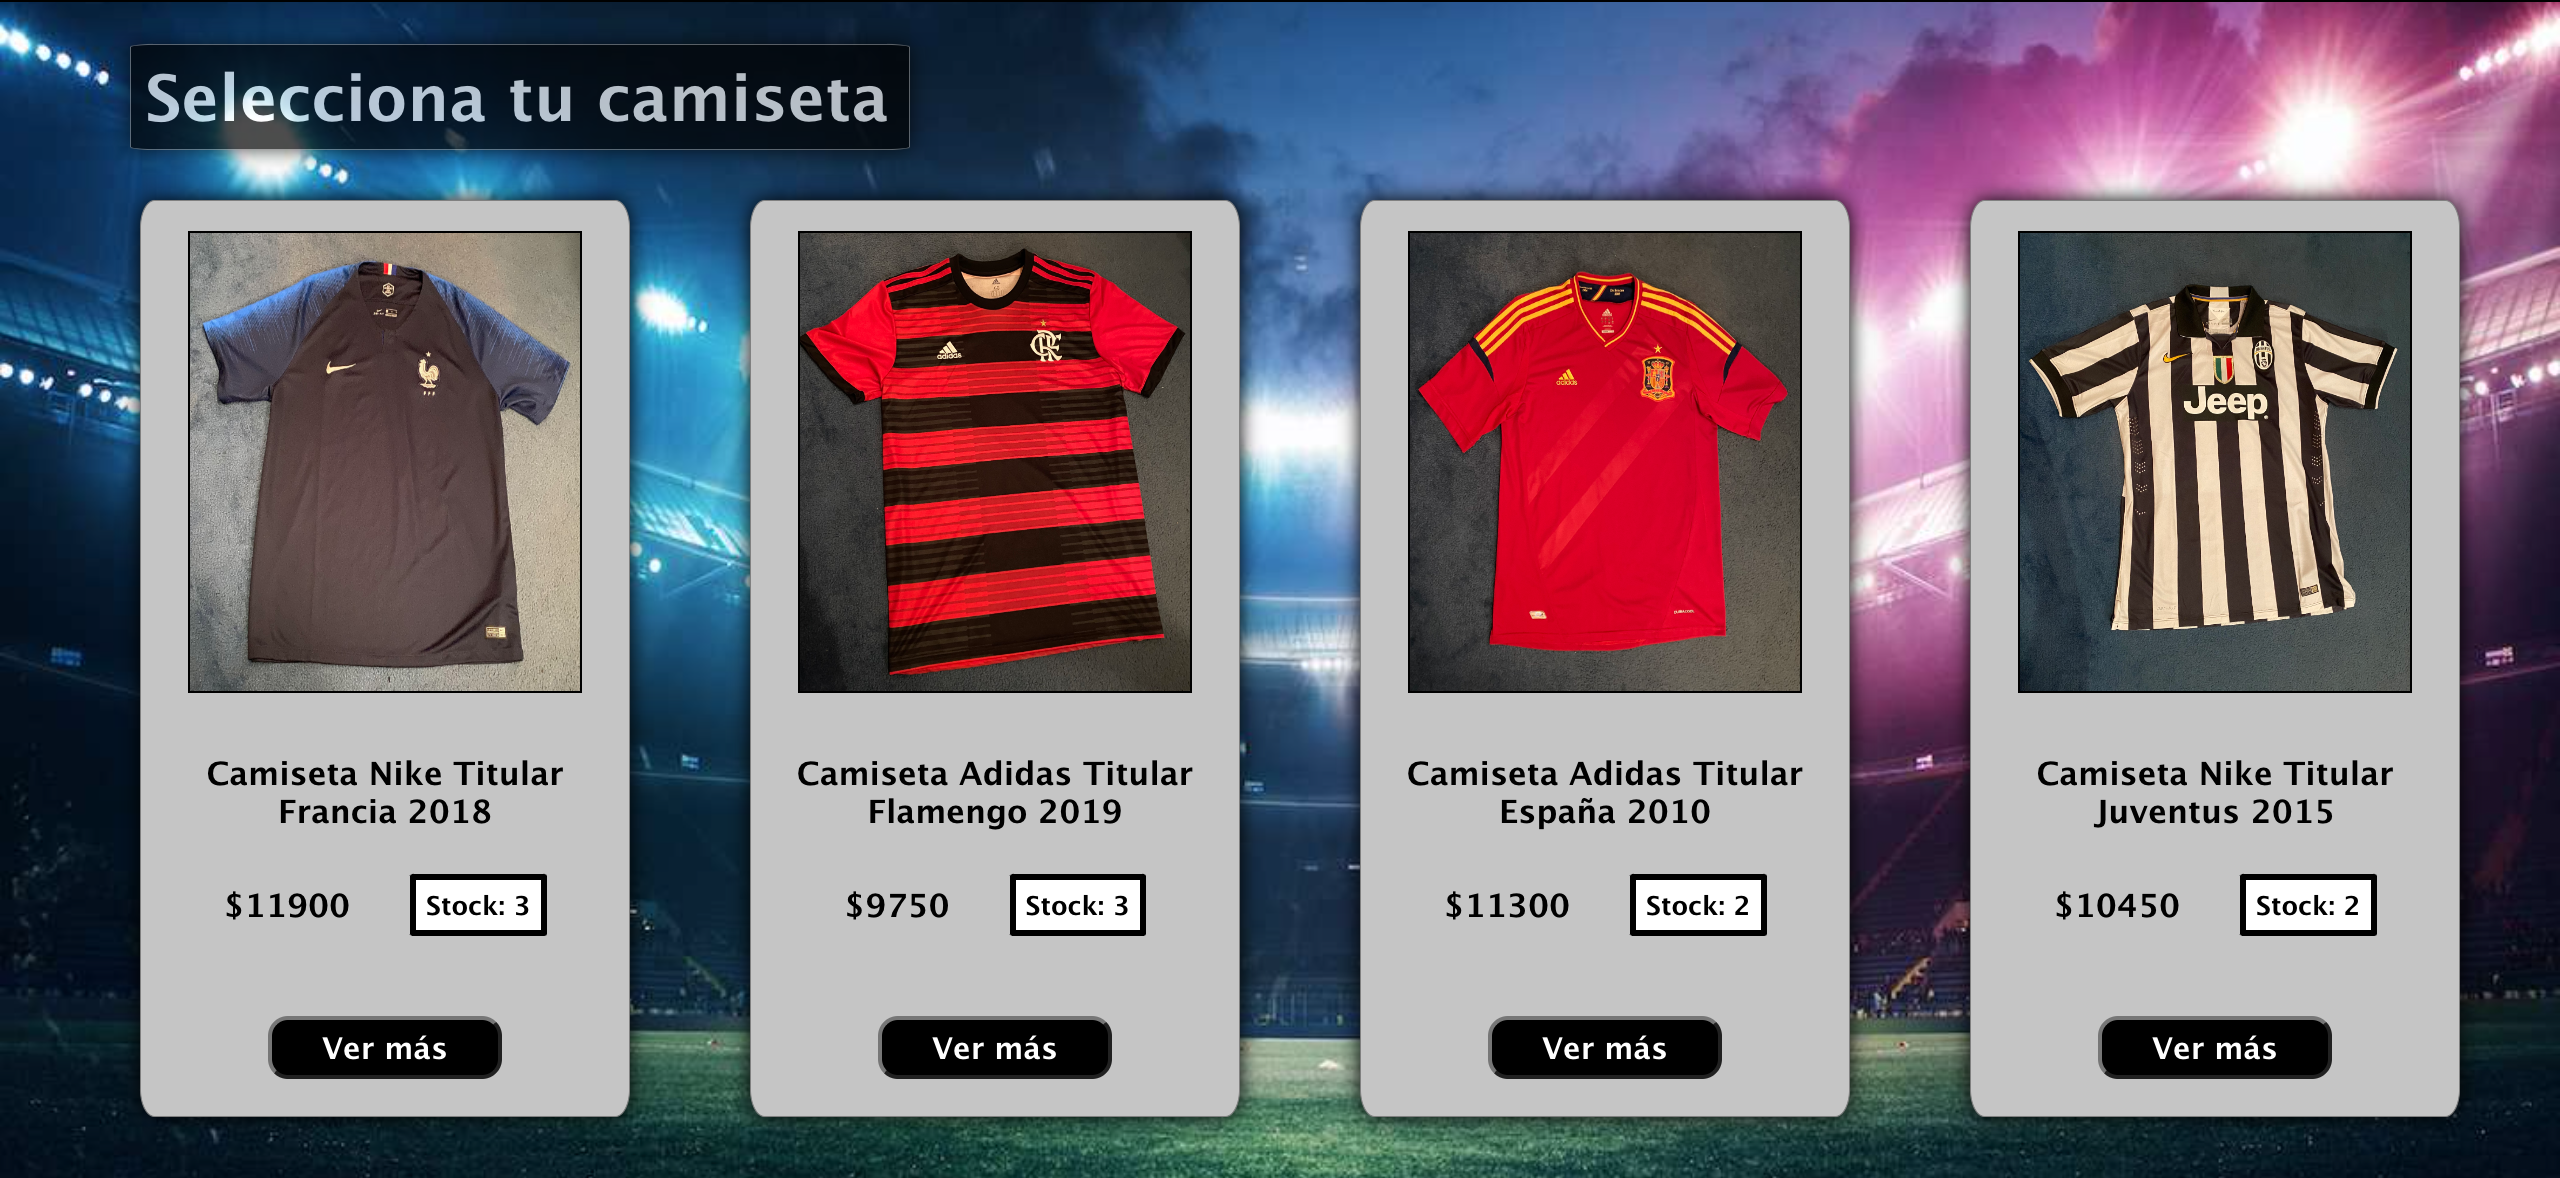 Selecciona tu camiseta
adidas
adidas
Jeep
Camiseta Nike Titular
Francia 2018
Camiseta Adidas Titular
Flamengo 2019
Camiseta Adidas Titular
España 2010
Camiseta Nike Titular
Juventus 2015
$11900
Stock: 3
$9750
Stock: 3
$11300
Stock: 2
$10450
Stock: 2
Ver más
Ver más
Ver más
Ver más